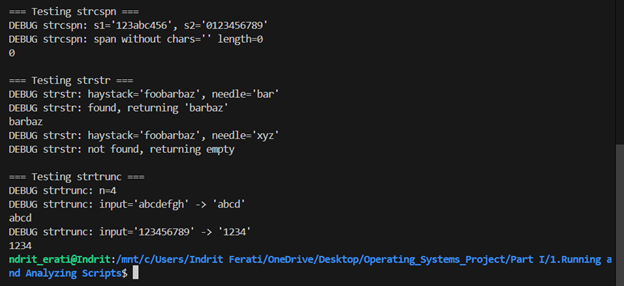 === Testing strcspn ===
DEBUG strcspn: s1='123abc456', s2='0123456789'
DEBUG strcspn: span without chars='' length=0
0
=== Testing strstr ===
DEBUG strstr: haystack='foobarbaz', needle='bar'
DEBUG strstr: found, returning 'barbaz'
barbaz
DEBUG strstr: haystack='foobarbaz', needle='xyz'
DEBUG strstr: not found, returning empty
=== Testing strtrunc ===
DEBUG strtrunc: n=4
DEBUG strtrunc: input='abcdefgh' -> 'abcd'
abcd
DEBUG strtrunc: input='123456789' -> '1234'
1234
ndrit_erati@Indrit:/mnt/c/Users/Indrit Ferati/OneDrive/Desktop/Operating_Systems_Project/Part I/1.Running a
nd Analyzing Scripts$